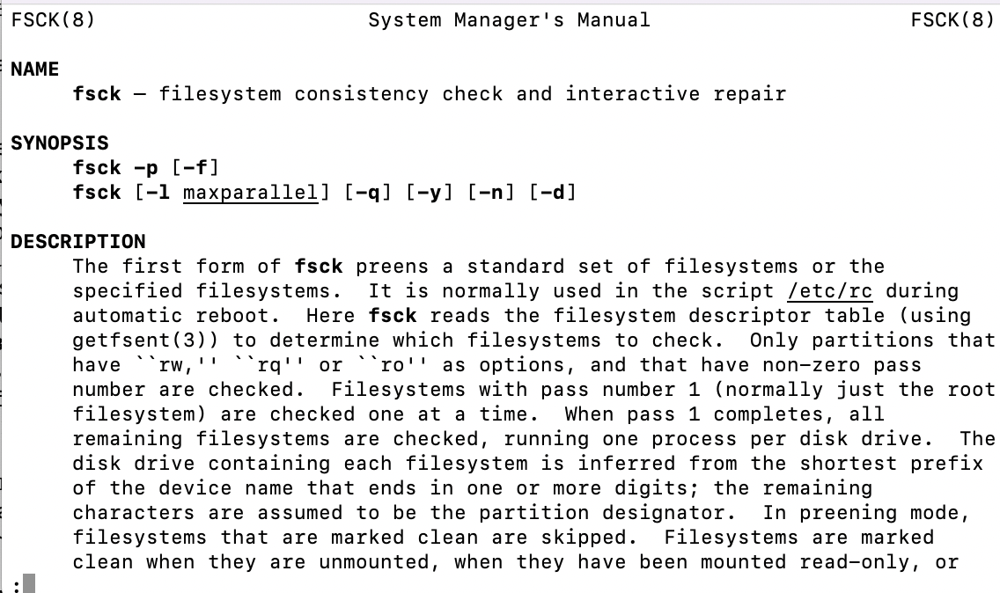 FSCK(8) System Manager's Manual FSCK(8)
NAME
fsck – filesystem consistency check and interactive repair
SYNOPSIS
fsck -p [-f]
fsck [-l maxparallel] [-q] [-y] [-n] [-d]
DESCRIPTION
The first form of fsck preens a standard set of filesystems or the
specified filesystems.  It is normally used in the script /etc/rc during
automatic reboot.  Here fsck reads the filesystem descriptor table (using
getfsent(3)) to determine which filesystems to check.  Only partitions that
have ``rw,'' ``rq'' or ``ro'' as options, and that have non-zero pass
number are checked.  Filesystems with pass number 1 (normally just the root
filesystem) are checked one at a time.  When pass 1 completes, all
remaining filesystems are checked, running one process per disk drive.  The
disk drive containing each filesystem is inferred from the shortest prefix
of the device name that ends in one or more digits; the remaining
characters are assumed to be the partition designator.  In preening mode,
filesystems that are marked clean are skipped.  Filesystems are marked
clean when they are unmounted, when they have been mounted read-only, or
: